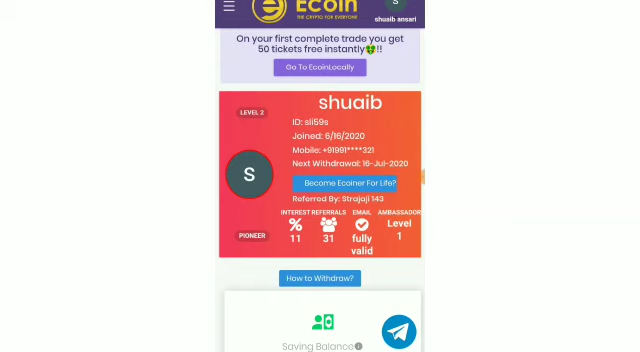 ECoin
THE CRYPTO FOR EVERYONE
S
shuaib ansari
On your first complete trade you get
50 tickets free instantly🤑!!
Go To EcoinLocally
shuaib
LEVEL 2
ID: sli59s
Joined: 6/16/2020
Mobile: +91991****321
Next Withdrawal: 16-Jul-2020
S
Become Ecoiner For Life?
Referred By: Strajaji 143
PIONEER
INTEREST REFERRALS EMAIL AMBASSADOR
% 11
31
fully valid
Level 1
How to Withdraw?
Saving Balance